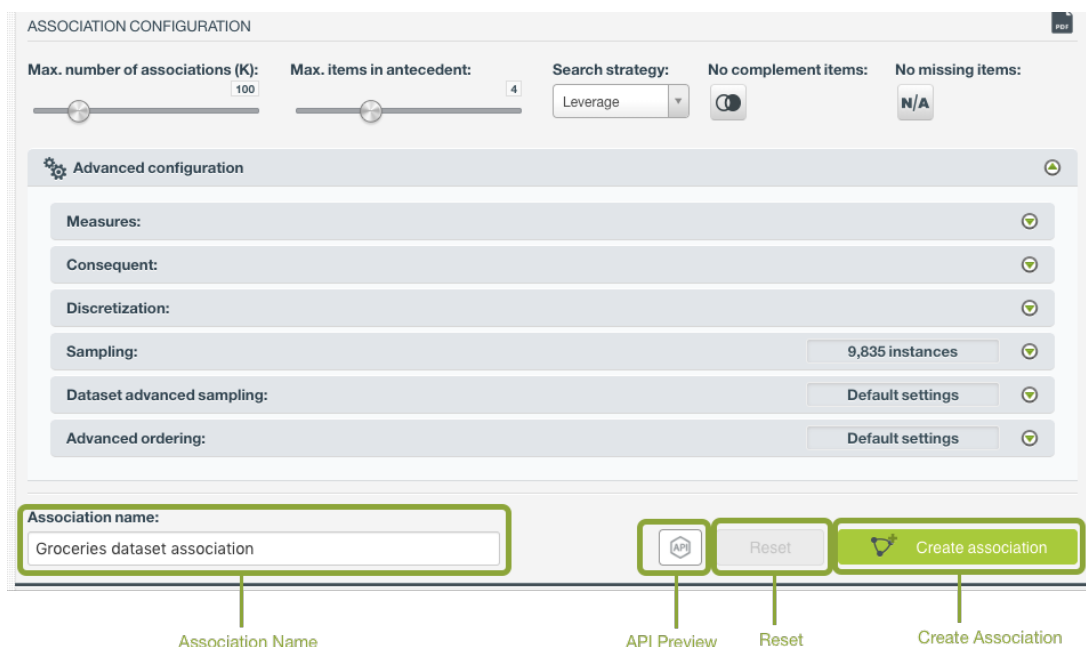 ASSOCIATION CONFIGURATION
PDF
Max. number of associations (K): Max. items in antecedent: Search strategy: No complement items: No missing items:
100 4 Leverage N/A
Advanced configuration
Measures:
Consequent:
Discretization:
Sampling: 9,835 instances
Dataset advanced sampling: Default settings
Advanced ordering: Default settings
Association name:
Groceries dataset association API Reset Create association
Association Name API Preview Reset Create Association